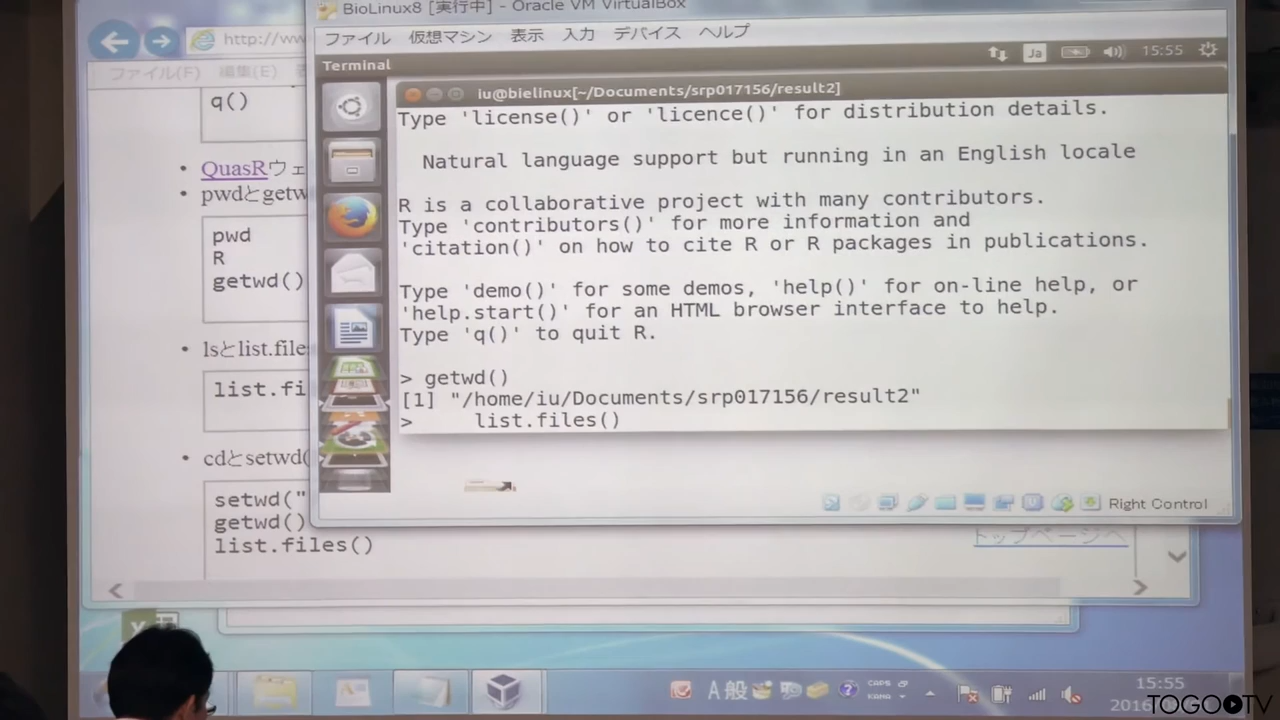 BioLinux8 [実行中] - Oracle VM VirtualBox
ファイル 仮想マシン 表示 入力 デバイス ヘルプ
Terminal
Ja
15:55
iu@bielinux[~/Documents/srp017156/result2]
Type 'license()' or 'licence()' for distribution details.
Natural language support but running in an English locale
R is a collaborative project with many contributors.
Type 'contributors()' for more information and
'citation()' on how to cite R or R packages in publications.
Type 'demo()' for some demos, 'help()' for on-line help, or
'help.start()' for an HTML browser interface to help.
Type 'q()' to quit R.
> getwd()
[1] "/home/iu/Documents/srp017156/result2"
> list.files()
Right Control
http://ww
ファイル(F) 編集(E)
q()
• QuasRウェ
• pwdとgetw
pwd
R
getwd()
• lsとlist.file
list.fi
• cdとsetwd(
setwd("
getwd()
list.files()
トップページへ
A 般
CAPS
KANA
15:55
2016
TOGOTV